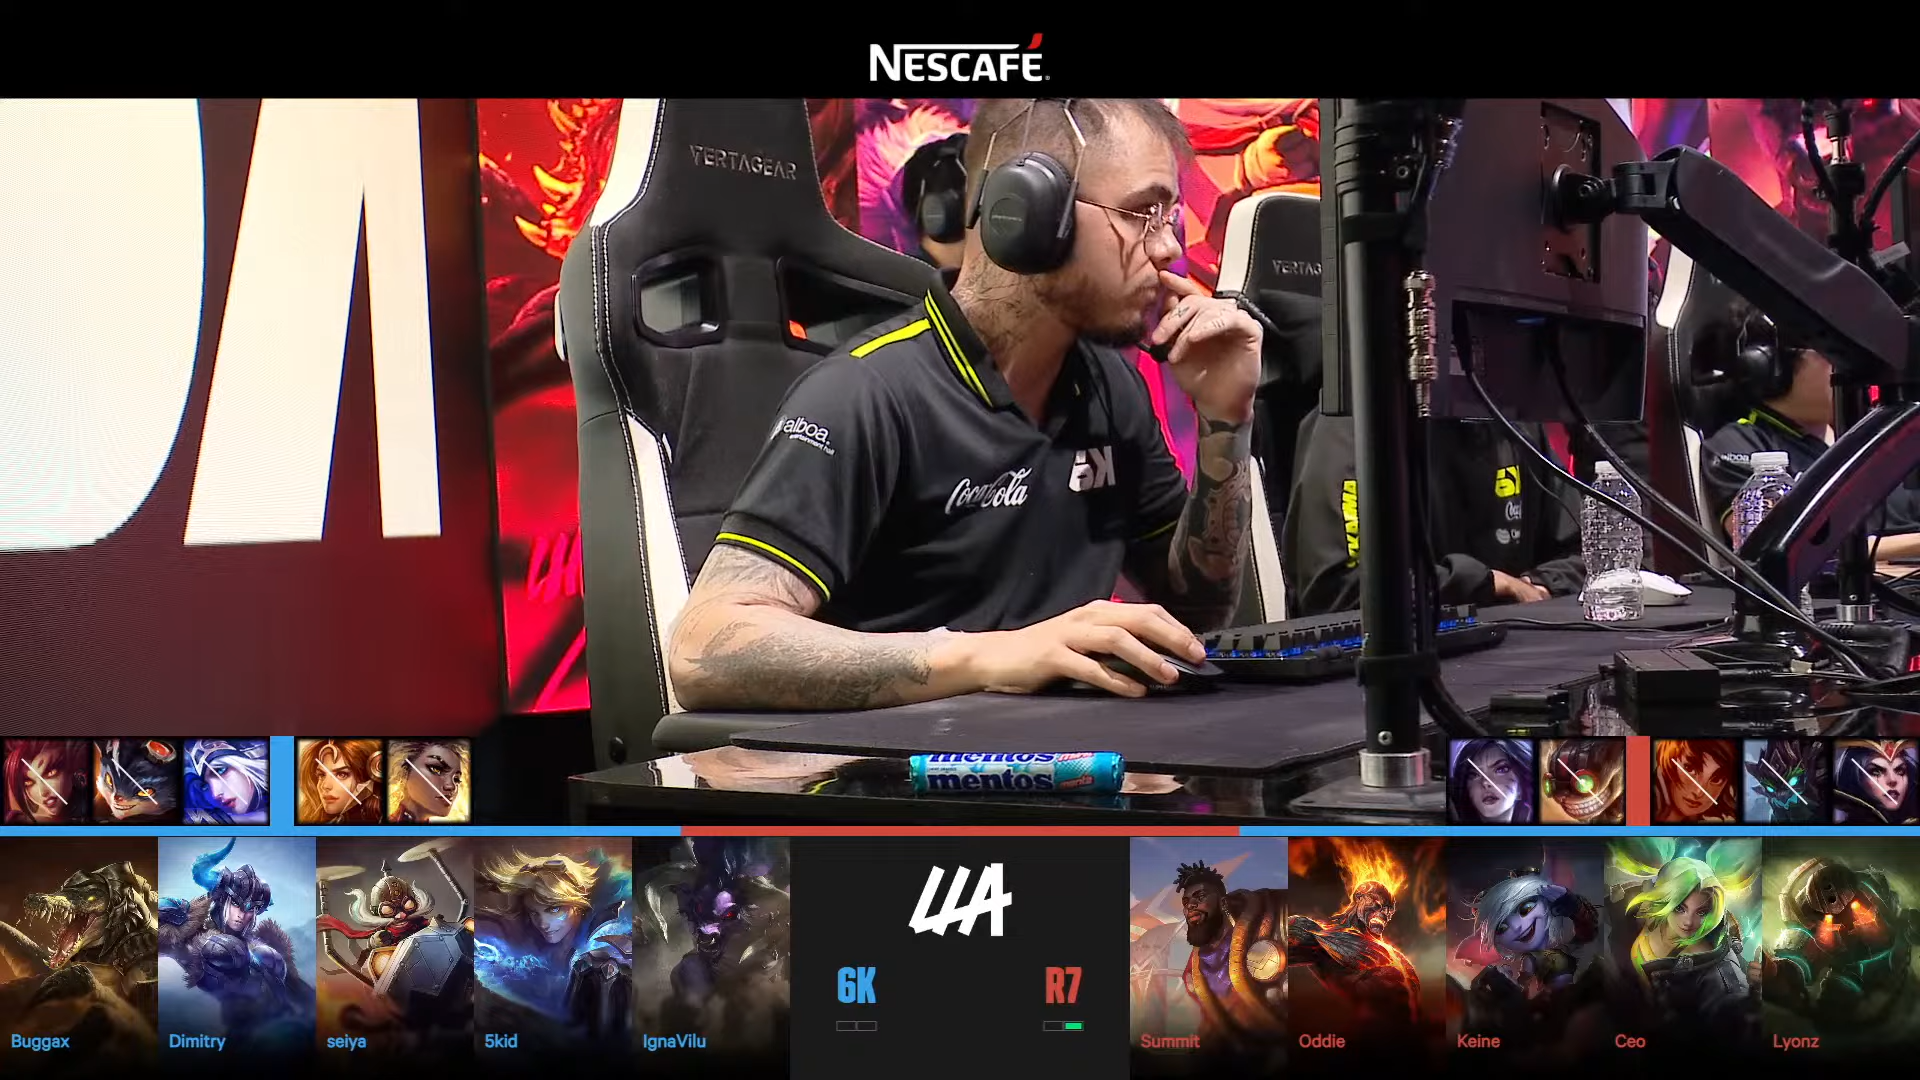 NESCAFÉ.
VERTAGEAR
alboa
Coca-Cola
6K
mentos
mentos
LLA
6K
R7
Buggax
Dimitry
seiya
5kid
IgnaVilu
Summit
Oddie
Keine
Ceo
Lyonz